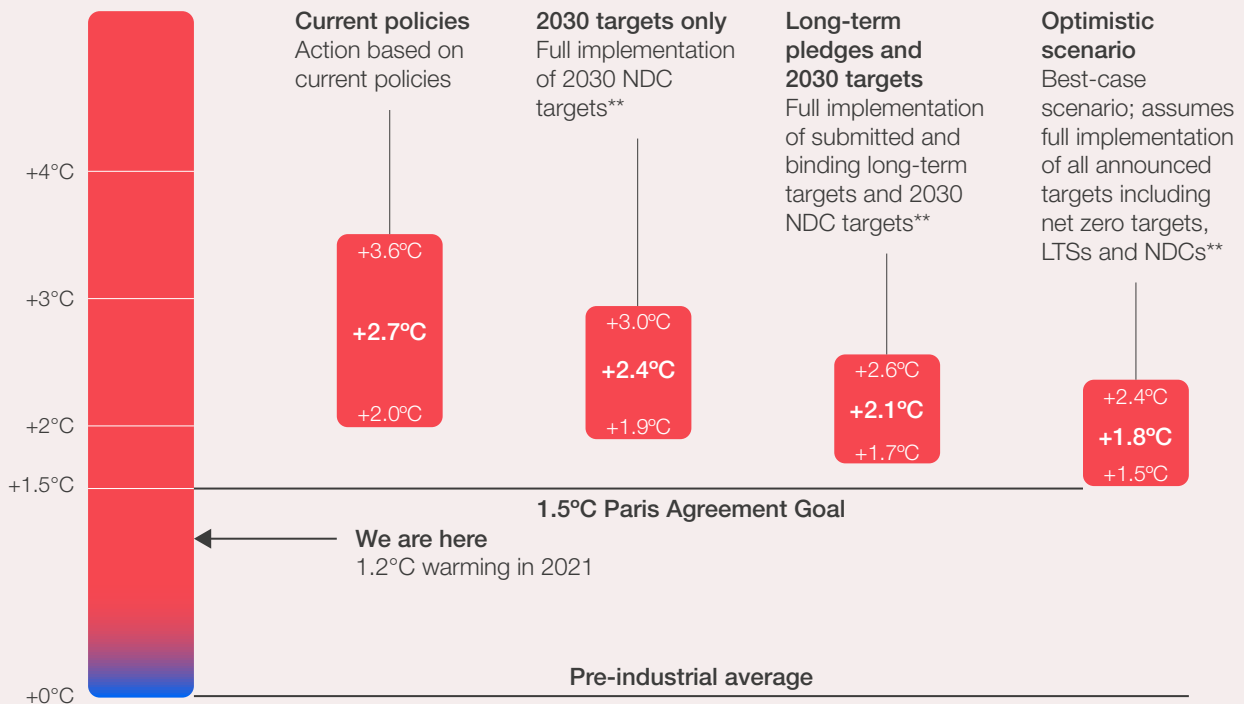 Current policies
Action based on
current policies
2030 targets only
Full implementation
of 2030 NDC
targets**
Long-term
pledges and
2030 targets
Full implementation
of submitted and
binding long-term
targets and 2030
NDC targets**
Optimistic
scenario
Best-case
scenario; assumes
full implementation
of all announced
targets including
net zero targets,
LTSs and NDCs**
+4°C
+3°C
+2°C
+1.5°C
+0°C
+3.6ºC
+2.7ºC
+2.0ºC
+3.0ºC
+2.4ºC
+1.9ºC
+2.6ºC
+2.1ºC
+1.7ºC
+2.4ºC
+1.8ºC
+1.5ºC
1.5ºC Paris Agreement Goal
We are here
1.2°C warming in 2021
Pre-industrial average